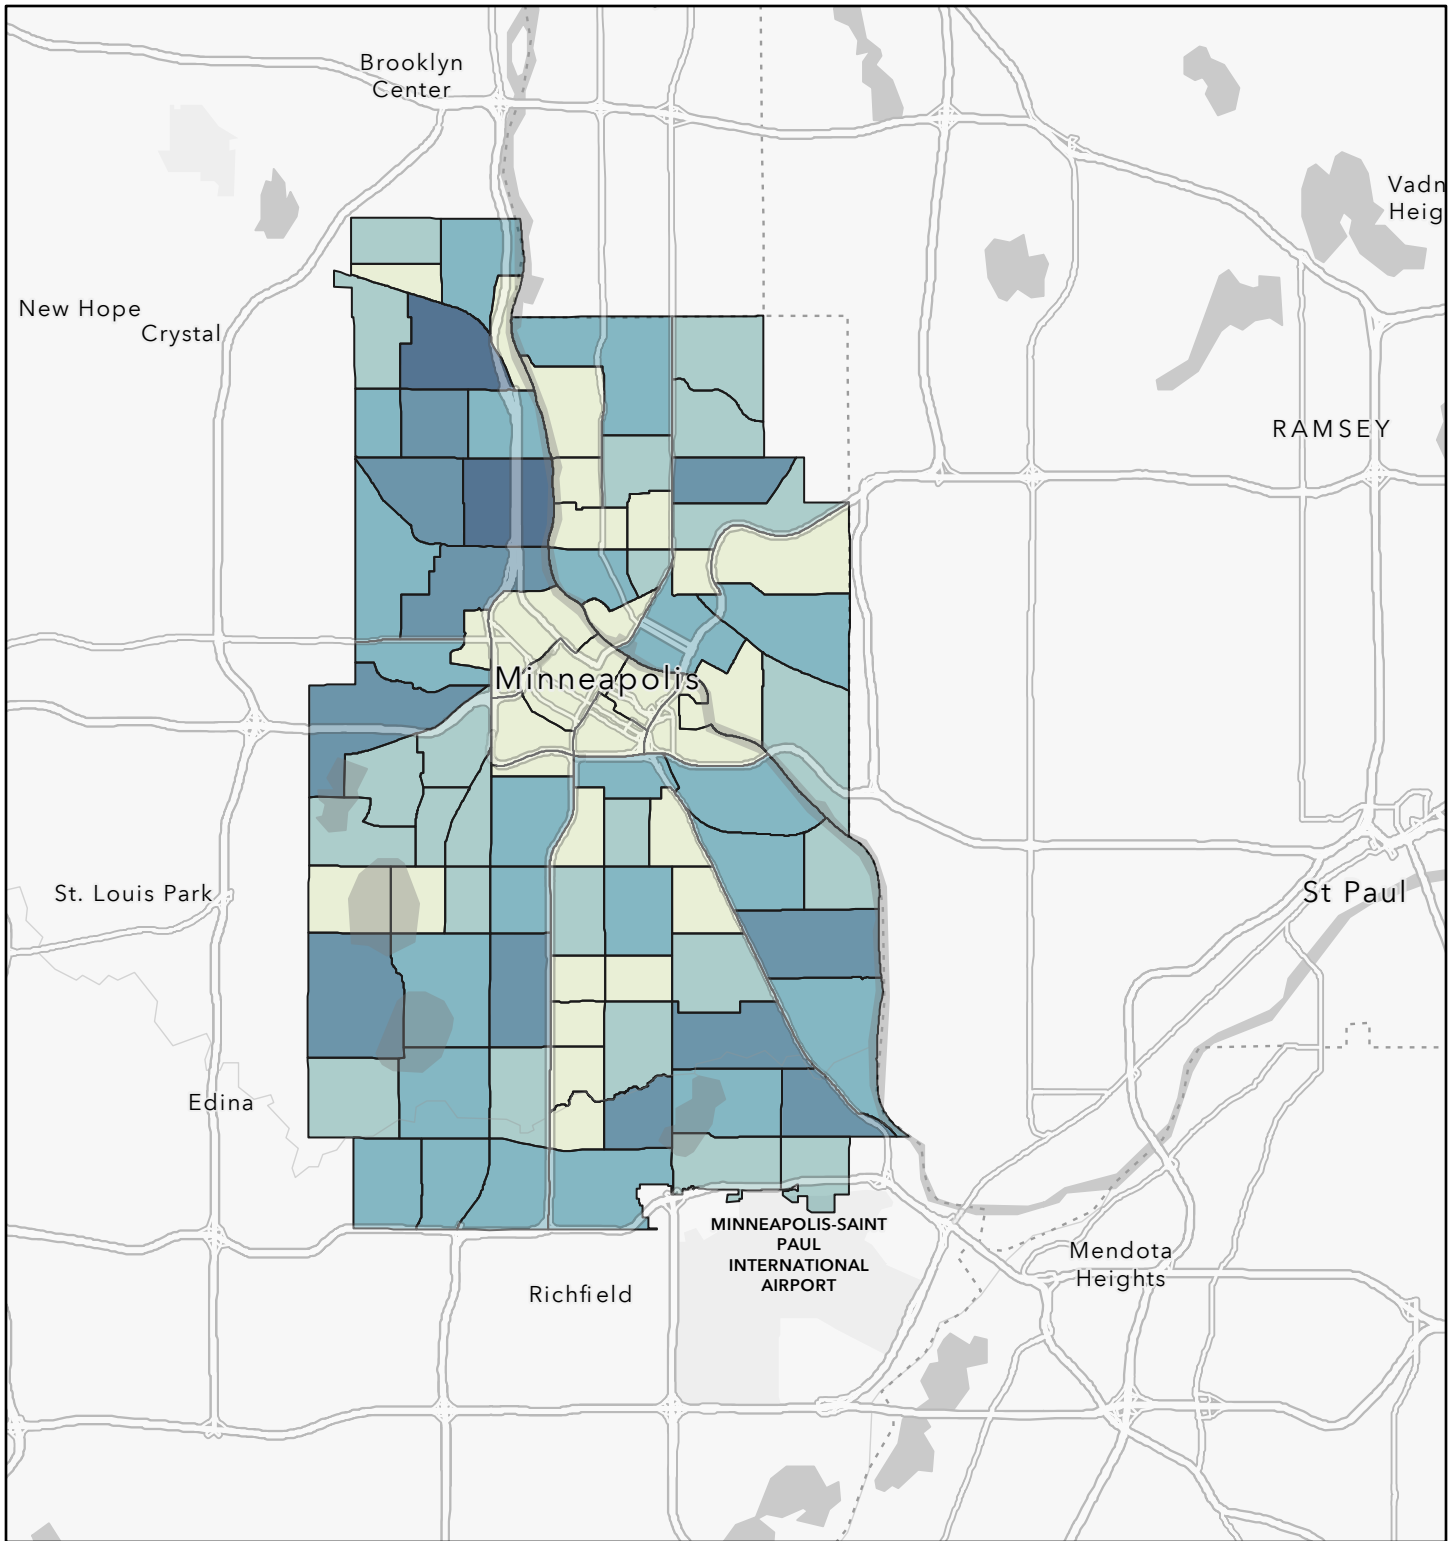 Brooklyn
Center
Vadn
Heig
New Hope
Crystal
RAMSEY
Minneapolis
St. Louis Park
St Paul
Edina
MINNEAPOLIS-SAINT
PAUL
INTERNATIONAL
AIRPORT
Mendota
Heights
Richfield